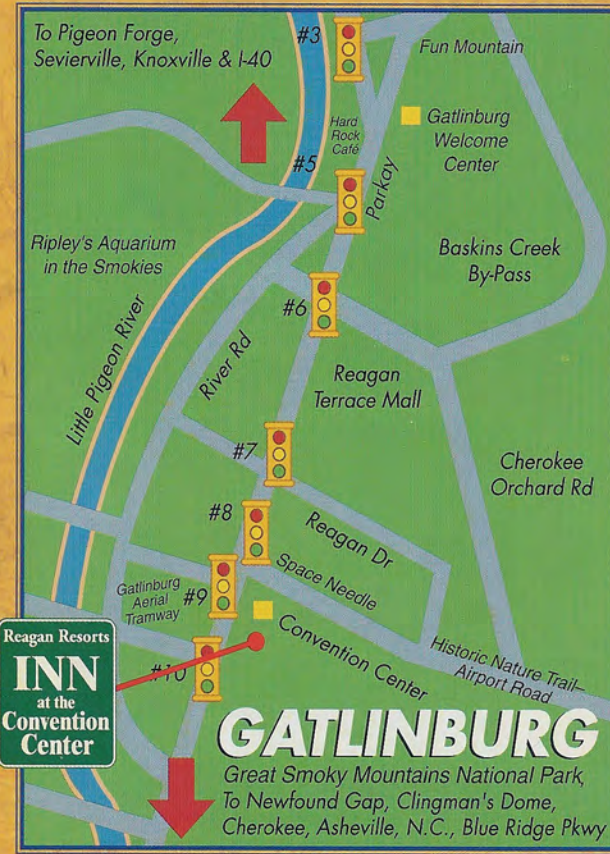 To Pigeon Forge,
Sevierville, Knoxville & I-40
#3
Fun Mountain
Hard
Rock
Café
Gatlinburg
Welcome
Center
#5
Parkay
Ripley's Aquarium
in the Smokies
Baskins Creek
By-Pass
Little Pigeon River
River Rd
#6
Reagan
Terrace Mall
#7
Cherokee
Orchard Rd
#8
Reagan Dr
Space Needle
Gatlinburg
Aerial
Tramway
#9
Convention Center
Historic Nature Trail–
Airport Road
Reagan Resorts
INN
at the
Convention
Center
#10
GATLINBURG
Great Smoky Mountains National Park,
To Newfound Gap, Clingman's Dome,
Cherokee, Asheville, N.C., Blue Ridge Pkwy